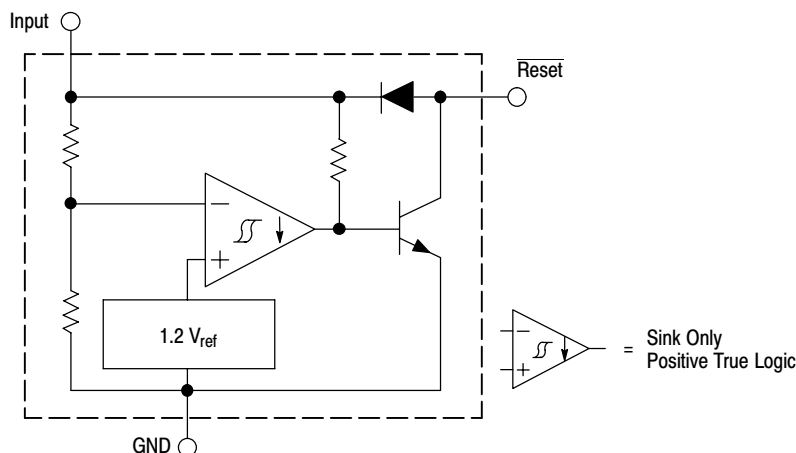 Input
Reset
−
+
1.2 Vref
− 
+
= Sink Only
Positive True Logic
GND